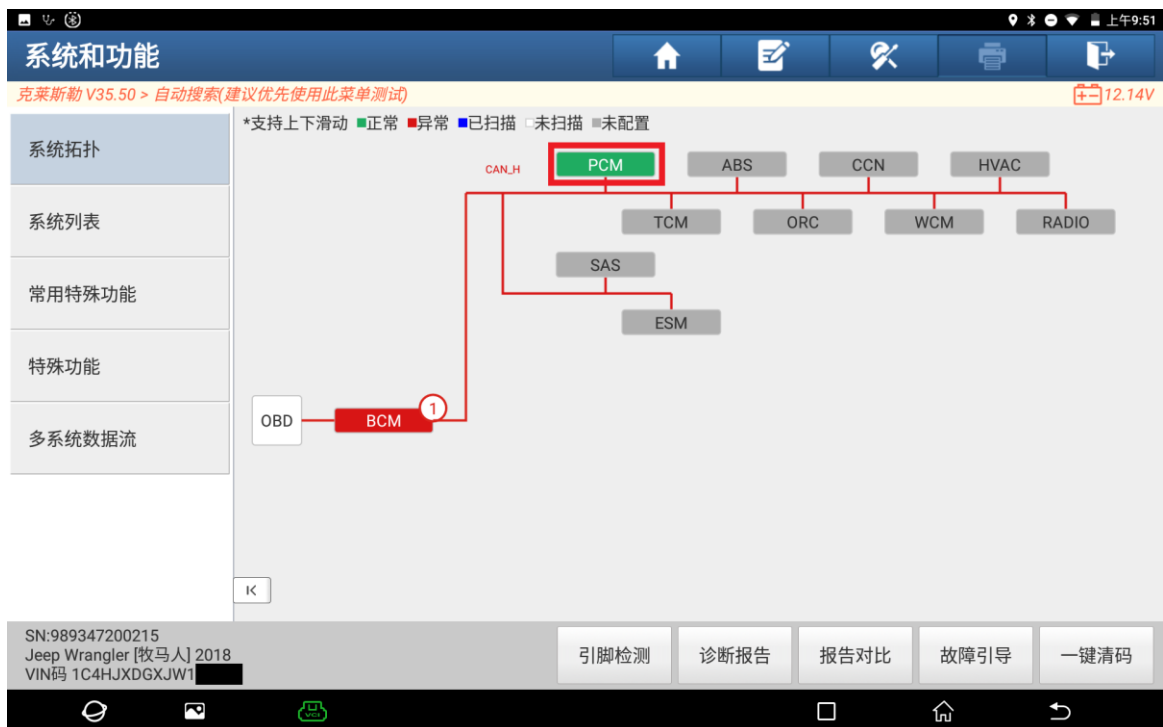 上午9:51
系统和功能
克莱斯勒 V35.50 > 自动搜索(建议优先使用此菜单测试)
12.14V
系统拓扑
系统列表
常用特殊功能
特殊功能
多系统数据流
*支持上下滑动 正常 异常 已扫描 未扫描 未配置
CAN_H
PCM
ABS
CCN
HVAC
TCM
ORC
WCM
RADIO
SAS
ESM
OBD
BCM
1
SN:989347200215
Jeep Wrangler [牧马人] 2018
VIN码 1C4HJXDGXJW1
引脚检测
诊断报告
报告对比
故障引导
一键清码
VCI